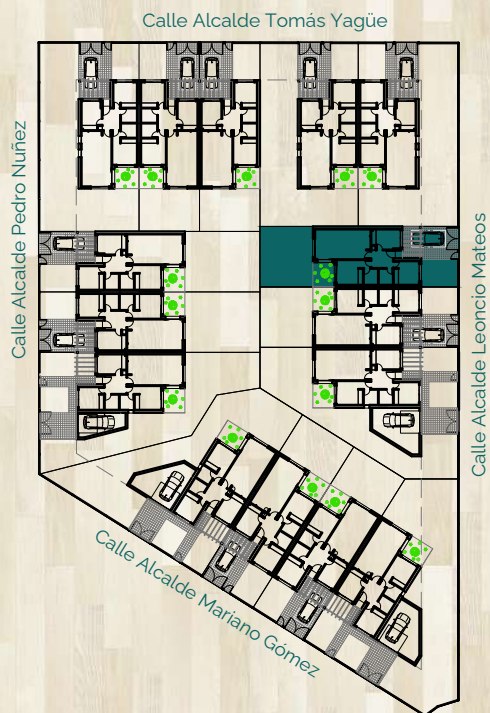 Calle Alcalde Tomás Yagüe
Calle Alcalde Pedro Nuñez
Calle Alcalde Leoncio Mateos
Calle Alcalde Mariano Gómez